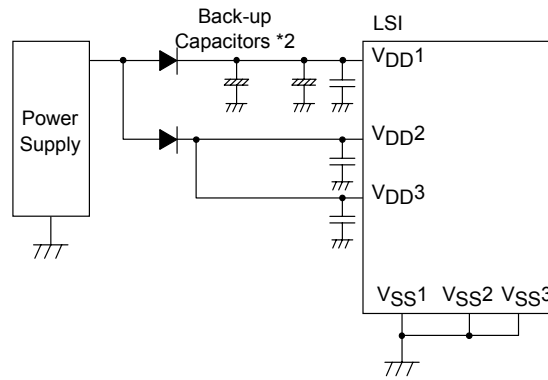 Back-up
Capacitors *2
LSI
VDD1
Power
Supply
VDD2
VDD3
VSS1 VSS2 VSS3